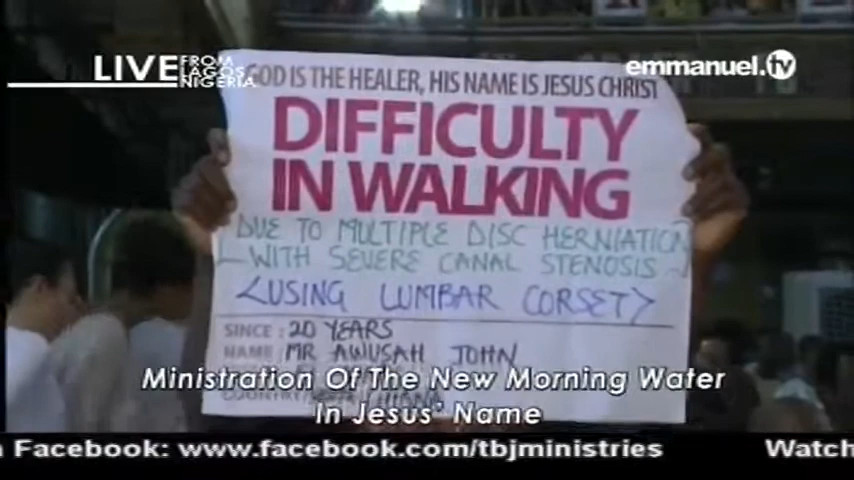 LIVE
FROM
LAGOS
NIGERIA
emmanuel.tv
GOD IS THE HEALER, HIS NAME IS JESUS CHRIST
DIFFICULTY
IN WALKING
DUE TO MULTIPLE DISC HERNIATION
WITH SEVERE CANAL STENOSIS
<USING LUMBAR CORSET>
SINCE: 20 YEARS
NAME: MR AWUSAH JOHN
COUNTRY: GHANA
Ministration Of The New Morning Water
In Jesus' Name
Facebook: www.facebook.com/tbjministries Watch